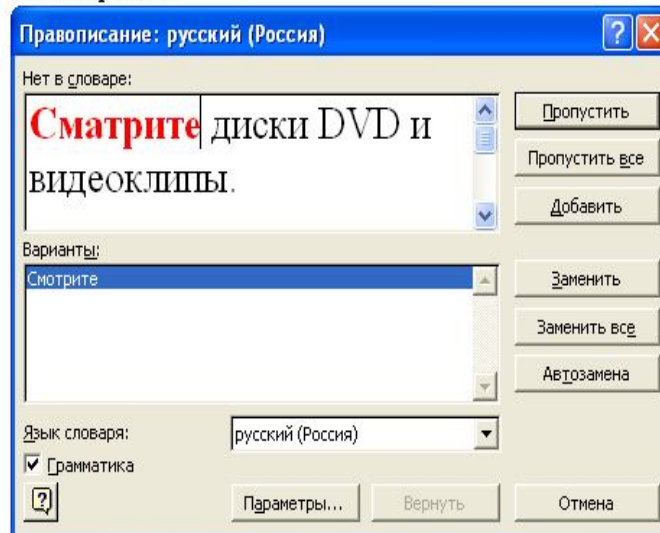 Правописание: русский (Россия)
Нет в словаре:
Сматрите диски DVD и
видеоклипы.
Пропустить
Пропустить все
Добавить
Варианты:
Смотрите
Заменить
Заменить все
Автозамена
Язык словаря:
русский (Россия)
Грамматика
Параметры...
Вернуть
Отмена